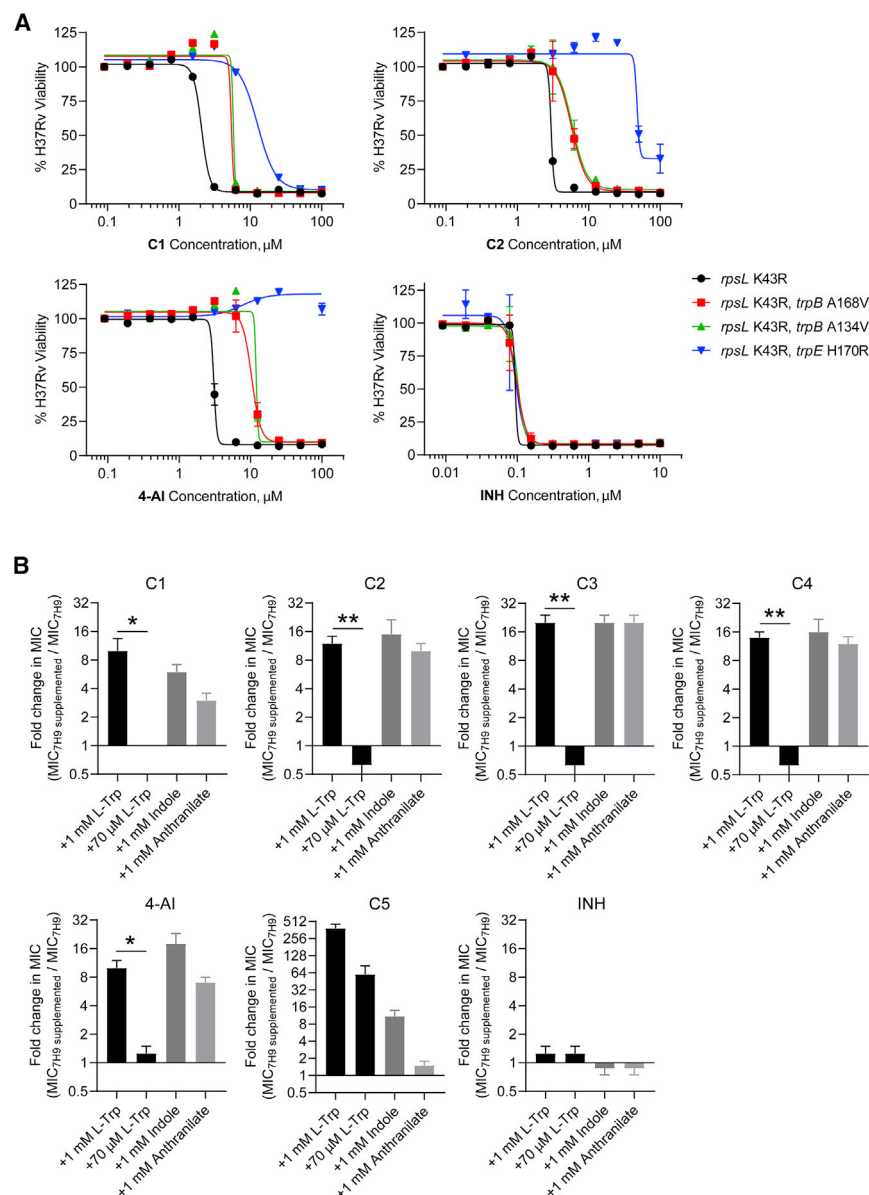 A
% H37Rv Viability
125
100
75
50
25
0
0.1
1
10
100
C1 Concentration, µM
% H37Rv Viability
125
100
75
50
25
0
0.1
1
10
100
C2 Concentration, µM
% H37Rv Viability
125
100
75
50
25
0
0.1
1
10
100
4-AI Concentration, µM
% H37Rv Viability
125
100
75
50
25
0
0.01
0.1
1
10
INH Concentration, µM
rpsL K43R
rpsL K43R, trpB A168V
rpsL K43R, trpB A134V
rpsL K43R, trpE H170R
B
C1
Fold change in MIC
(MIC7H9 supplemented / MIC7H9)
32
16
8
4
2
1
0.5
*
+1 mM L-Trp
+70 µM L-Trp
+1 mM Indole
+1 mM Anthranilate
C2
Fold change in MIC
(MIC7H9 supplemented / MIC7H9)
32
16
8
4
2
1
0.5
**
+1 mM L-Trp
+70 µM L-Trp
+1 mM Indole
+1 mM Anthranilate
C3
Fold change in MIC
(MIC7H9 supplemented / MIC7H9)
32
16
8
4
2
1
0.5
**
+1 mM L-Trp
+70 µM L-Trp
+1 mM Indole
+1 mM Anthranilate
C4
Fold change in MIC
(MIC7H9 supplemented / MIC7H9)
32
16
8
4
2
1
0.5
**
+1 mM L-Trp
+70 µM L-Trp
+1 mM Indole
+1 mM Anthranilate
4-AI
Fold change in MIC
(MIC7H9 supplemented / MIC7H9)
32
16
8
4
2
1
0.5
*
+1 mM L-Trp
+70 µM L-Trp
+1 mM Indole
+1 mM Anthranilate
C5
Fold change in MIC
(MIC7H9 supplemented / MIC7H9)
512
256
128
64
32
16
8
4
2
1
0.5
+1 mM L-Trp
+70 µM L-Trp
+1 mM Indole
+1 mM Anthranilate
INH
Fold change in MIC
(MIC7H9 supplemented / MIC7H9)
32
16
8
4
2
1
0.5
+1 mM L-Trp
+70 µM L-Trp
+1 mM Indole
+1 mM Anthranilate